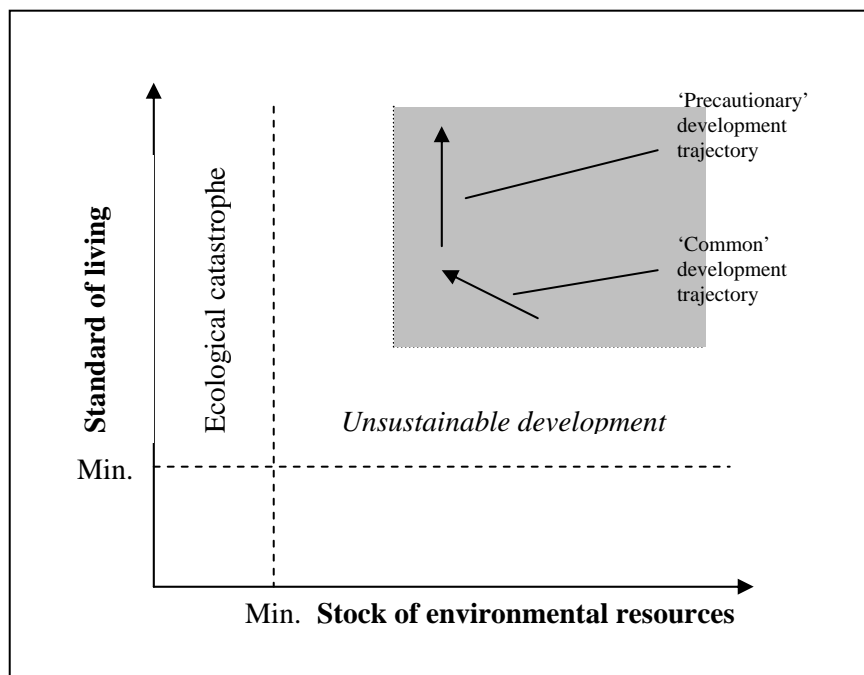 ‘Precautionary’
development
trajectory
‘Common’
development
trajectory
Standard of living
Ecological catastrophe
Unsustainable development
Min.
Min. Stock of environmental resources